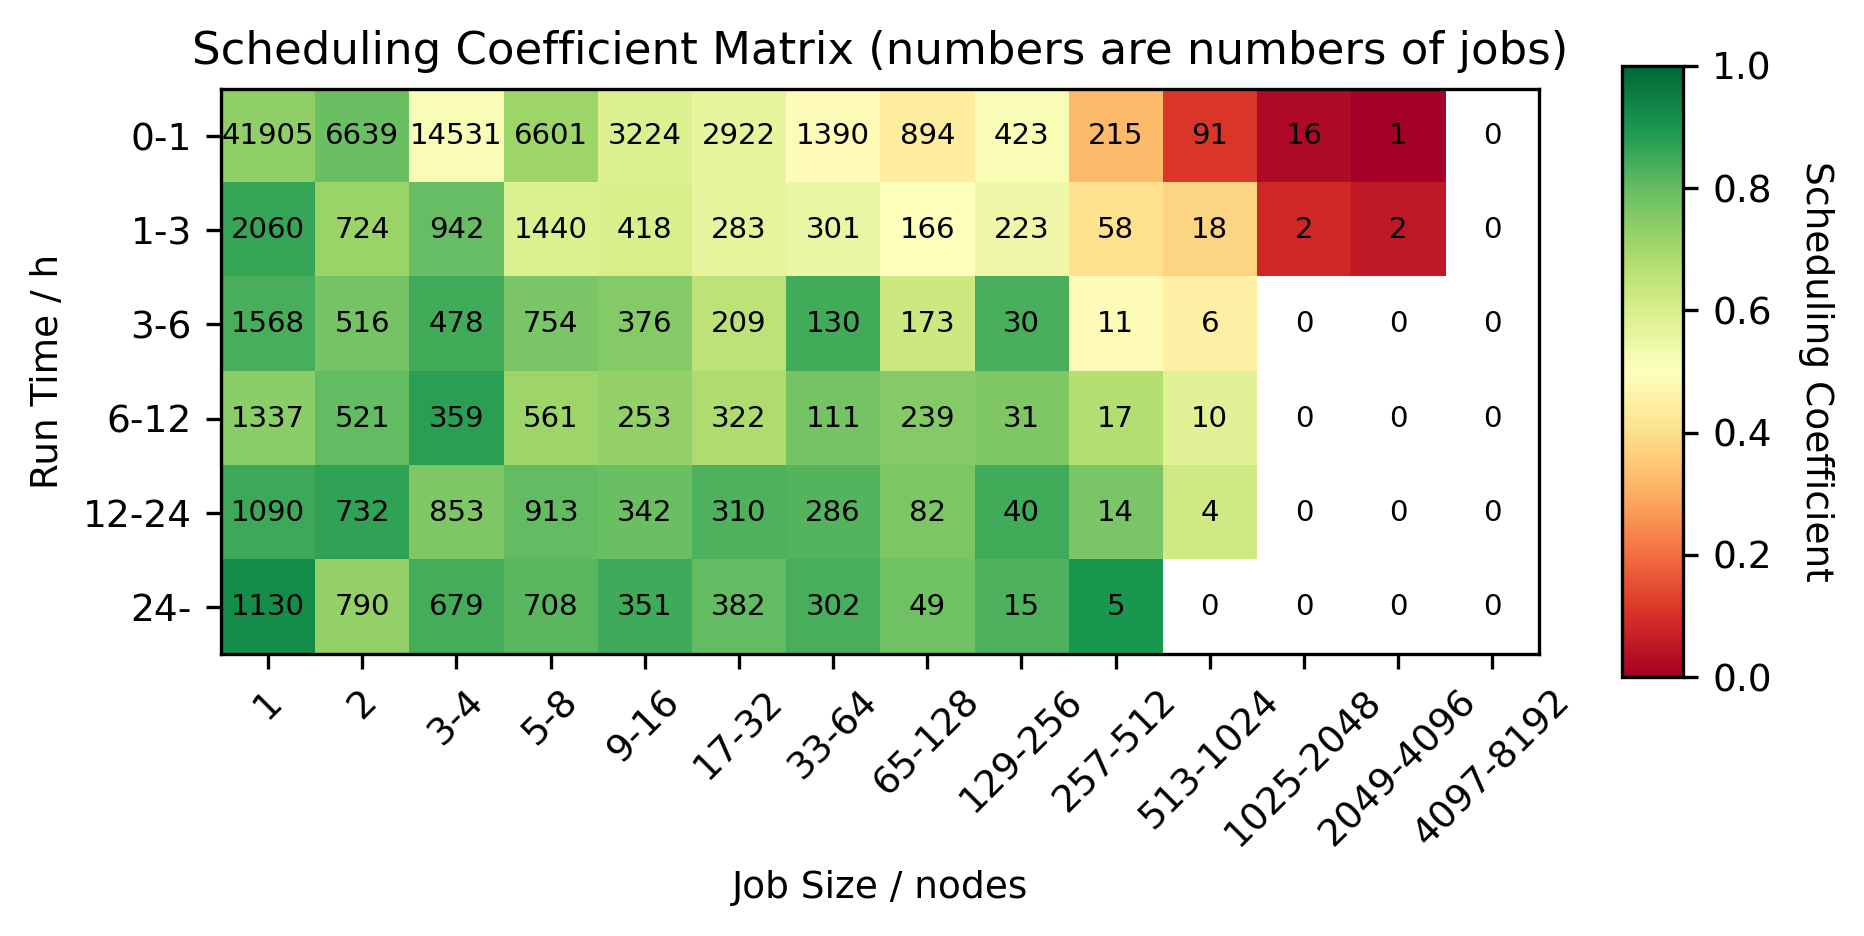 Scheduling Coefficient Matrix (numbers are numbers of jobs)
0-1 41905 6639 14531 6601 3224 2922 1390 894 423 215 91 16 1 0
1-3 2060 724 942 1440 418 283 301 166 223 58 18 2 2 0
3-6 1568 516 478 754 376 209 130 173 30 11 6 0 0 0
6-12 1337 521 359 561 253 322 111 239 31 17 10 0 0 0
12-24 1090 732 853 913 342 310 286 82 40 14 4 0 0 0
24- 1130 790 679 708 351 382 302 49 15 5 0 0 0 0
Run Time / h
1 2 3-4 5-8 9-16 17-32 33-64 65-128 129-256 257-512 513-1024 1025-2048 2049-4096 4097-8192
Job Size / nodes
1.0
0.8
0.6
0.4
0.2
0.0
Scheduling Coefficient